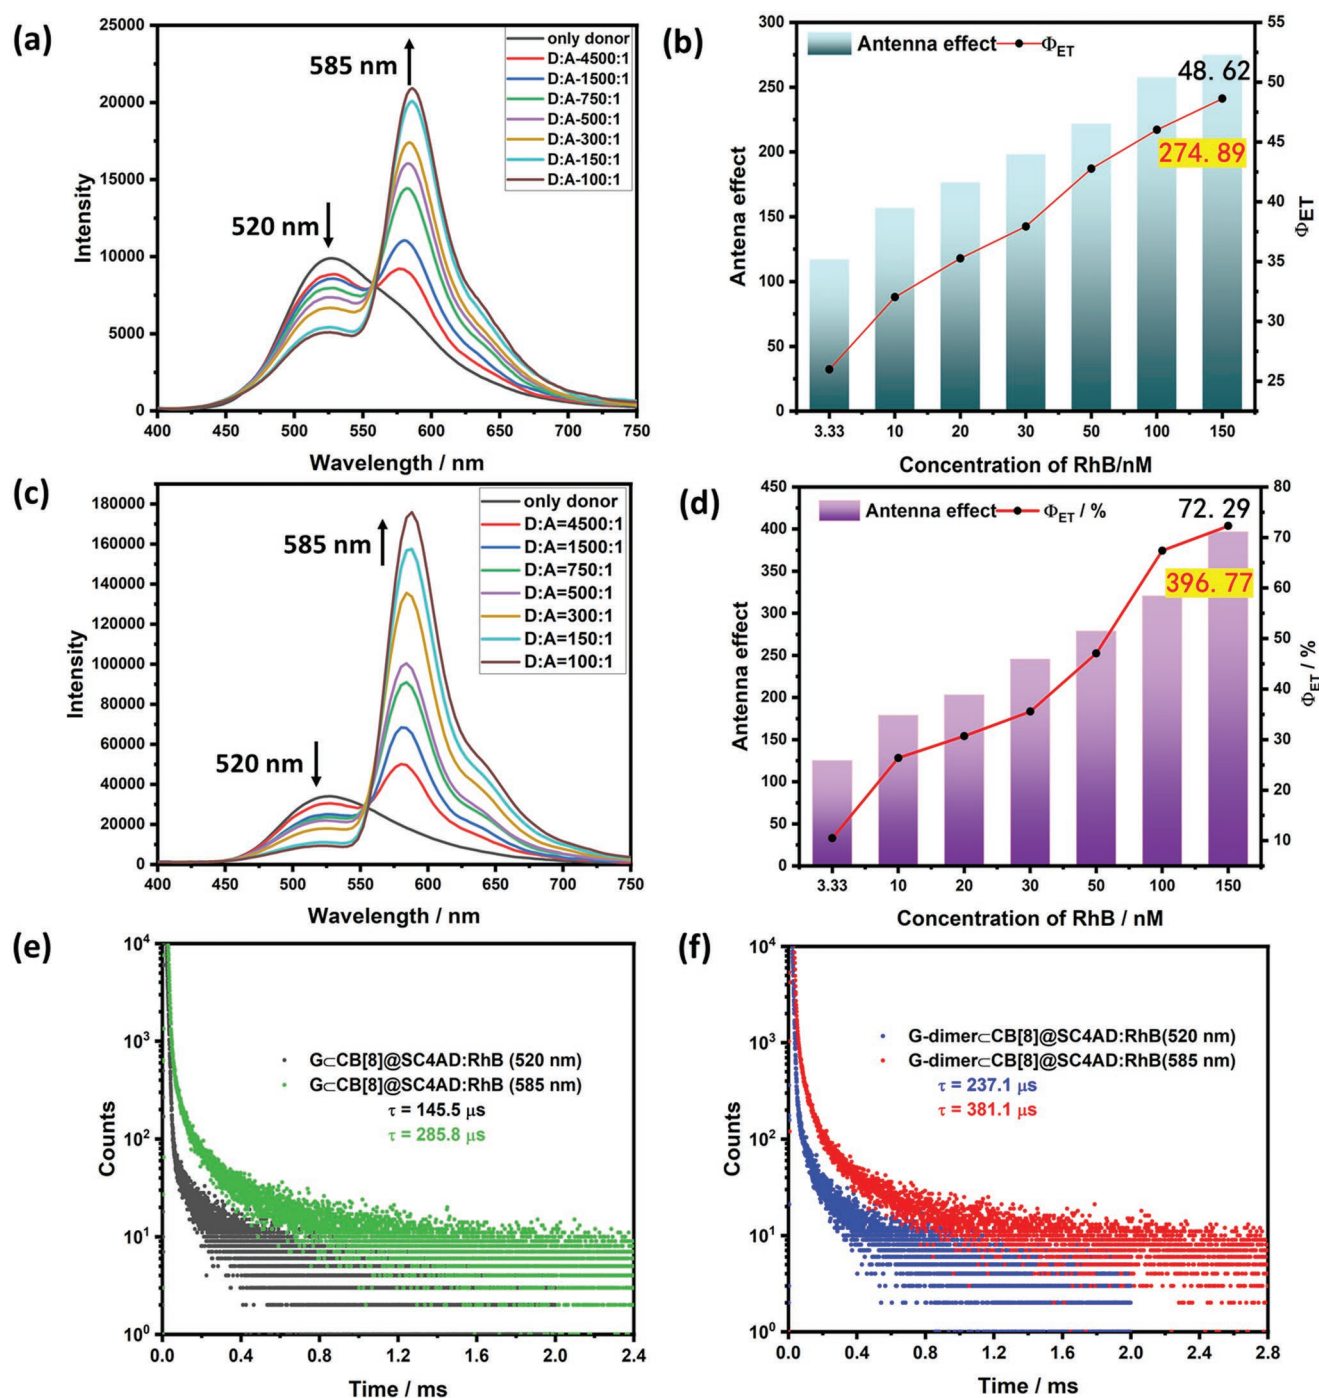 (a)
25000
20000
15000
10000
5000
0
Intensity
400 450 500 550 600 650 700 750
Wavelength / nm
520 nm
585 nm
only donor
D:A-4500:1
D:A-1500:1
D:A-750:1
D:A-500:1
D:A-300:1
D:A-150:1
D:A-100:1
(b)
300
250
200
150
100
50
0
Antenna effect
Antenna effect ΦET
48.62
274.89
55
50
45
40
35
30
25
ΦET
3.33 10 20 30 50 100 150
Concentration of RhB/nM
(c)
180000
160000
140000
120000
100000
80000
60000
40000
20000
0
Intensity
400 450 500 550 600 650 700 750
Wavelength / nm
520 nm
585 nm
only donor
D:A=4500:1
D:A=1500:1
D:A=750:1
D:A=500:1
D:A=300:1
D:A=150:1
D:A=100:1
(d)
450
400
350
300
250
200
150
100
50
0
Antenna effect
Antenna effect ΦET / %
72.29
396.77
80
70
60
50
40
30
20
10
ΦET / %
3.33 10 20 30 50 100 150
Concentration of RhB / nM
(e)
10⁴
10³
10²
10¹
10⁰
Counts
G⊂CB[8]@SC4AD:RhB (520 nm)
G⊂CB[8]@SC4AD:RhB (585 nm)
τ = 145.5 μs
τ = 285.8 μs
0.0 0.4 0.8 1.2 1.6 2.0 2.4
Time / ms
(f)
10⁴
10³
10²
10¹
10⁰
Counts
G-dimer⊂CB[8]@SC4AD:RhB(520 nm)
G-dimer⊂CB[8]@SC4AD:RhB(585 nm)
τ = 237.1 μs
τ = 381.1 μs
0.0 0.4 0.8 1.2 1.6 2.0 2.4 2.8
Time / ms